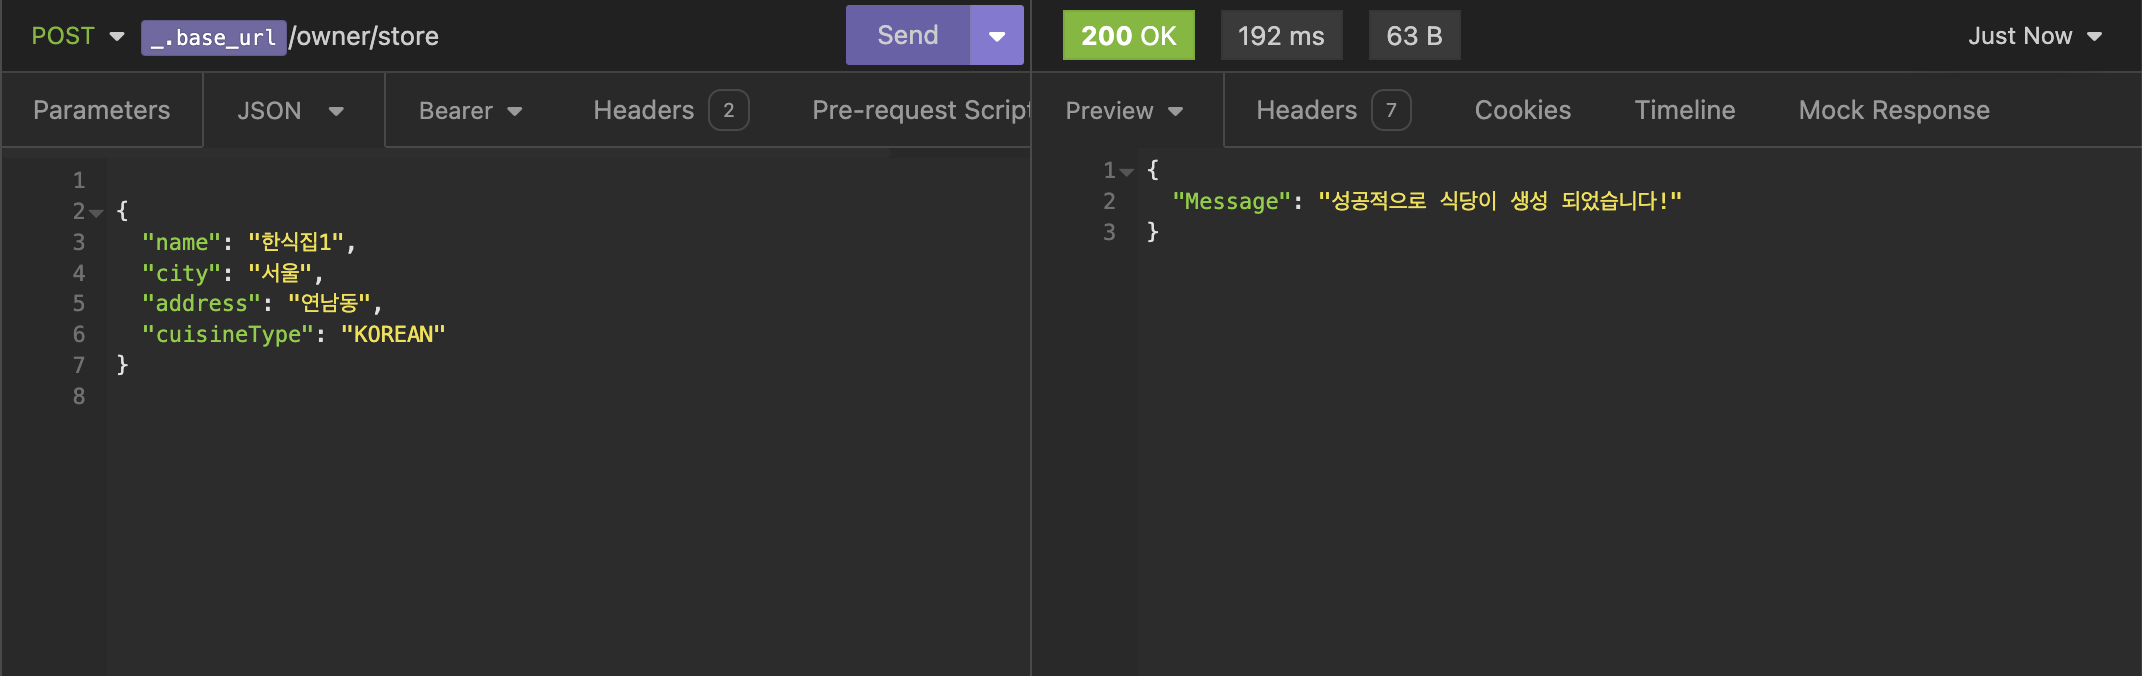 POST _.base_url/owner/store Send
Parameters JSON Bearer Headers 2 Pre-request Script
1
2 {
3 "name": "한식집1",
4 "city": "서울",
5 "address": "연남동",
6 "cuisineType": "KOREAN"
7 }
8
200 OK 192 ms 63 B Just Now
Preview Headers 7 Cookies Timeline Mock Response
1 {
2 "Message": "성공적으로 식당이 생성 되었습니다!"
3 }